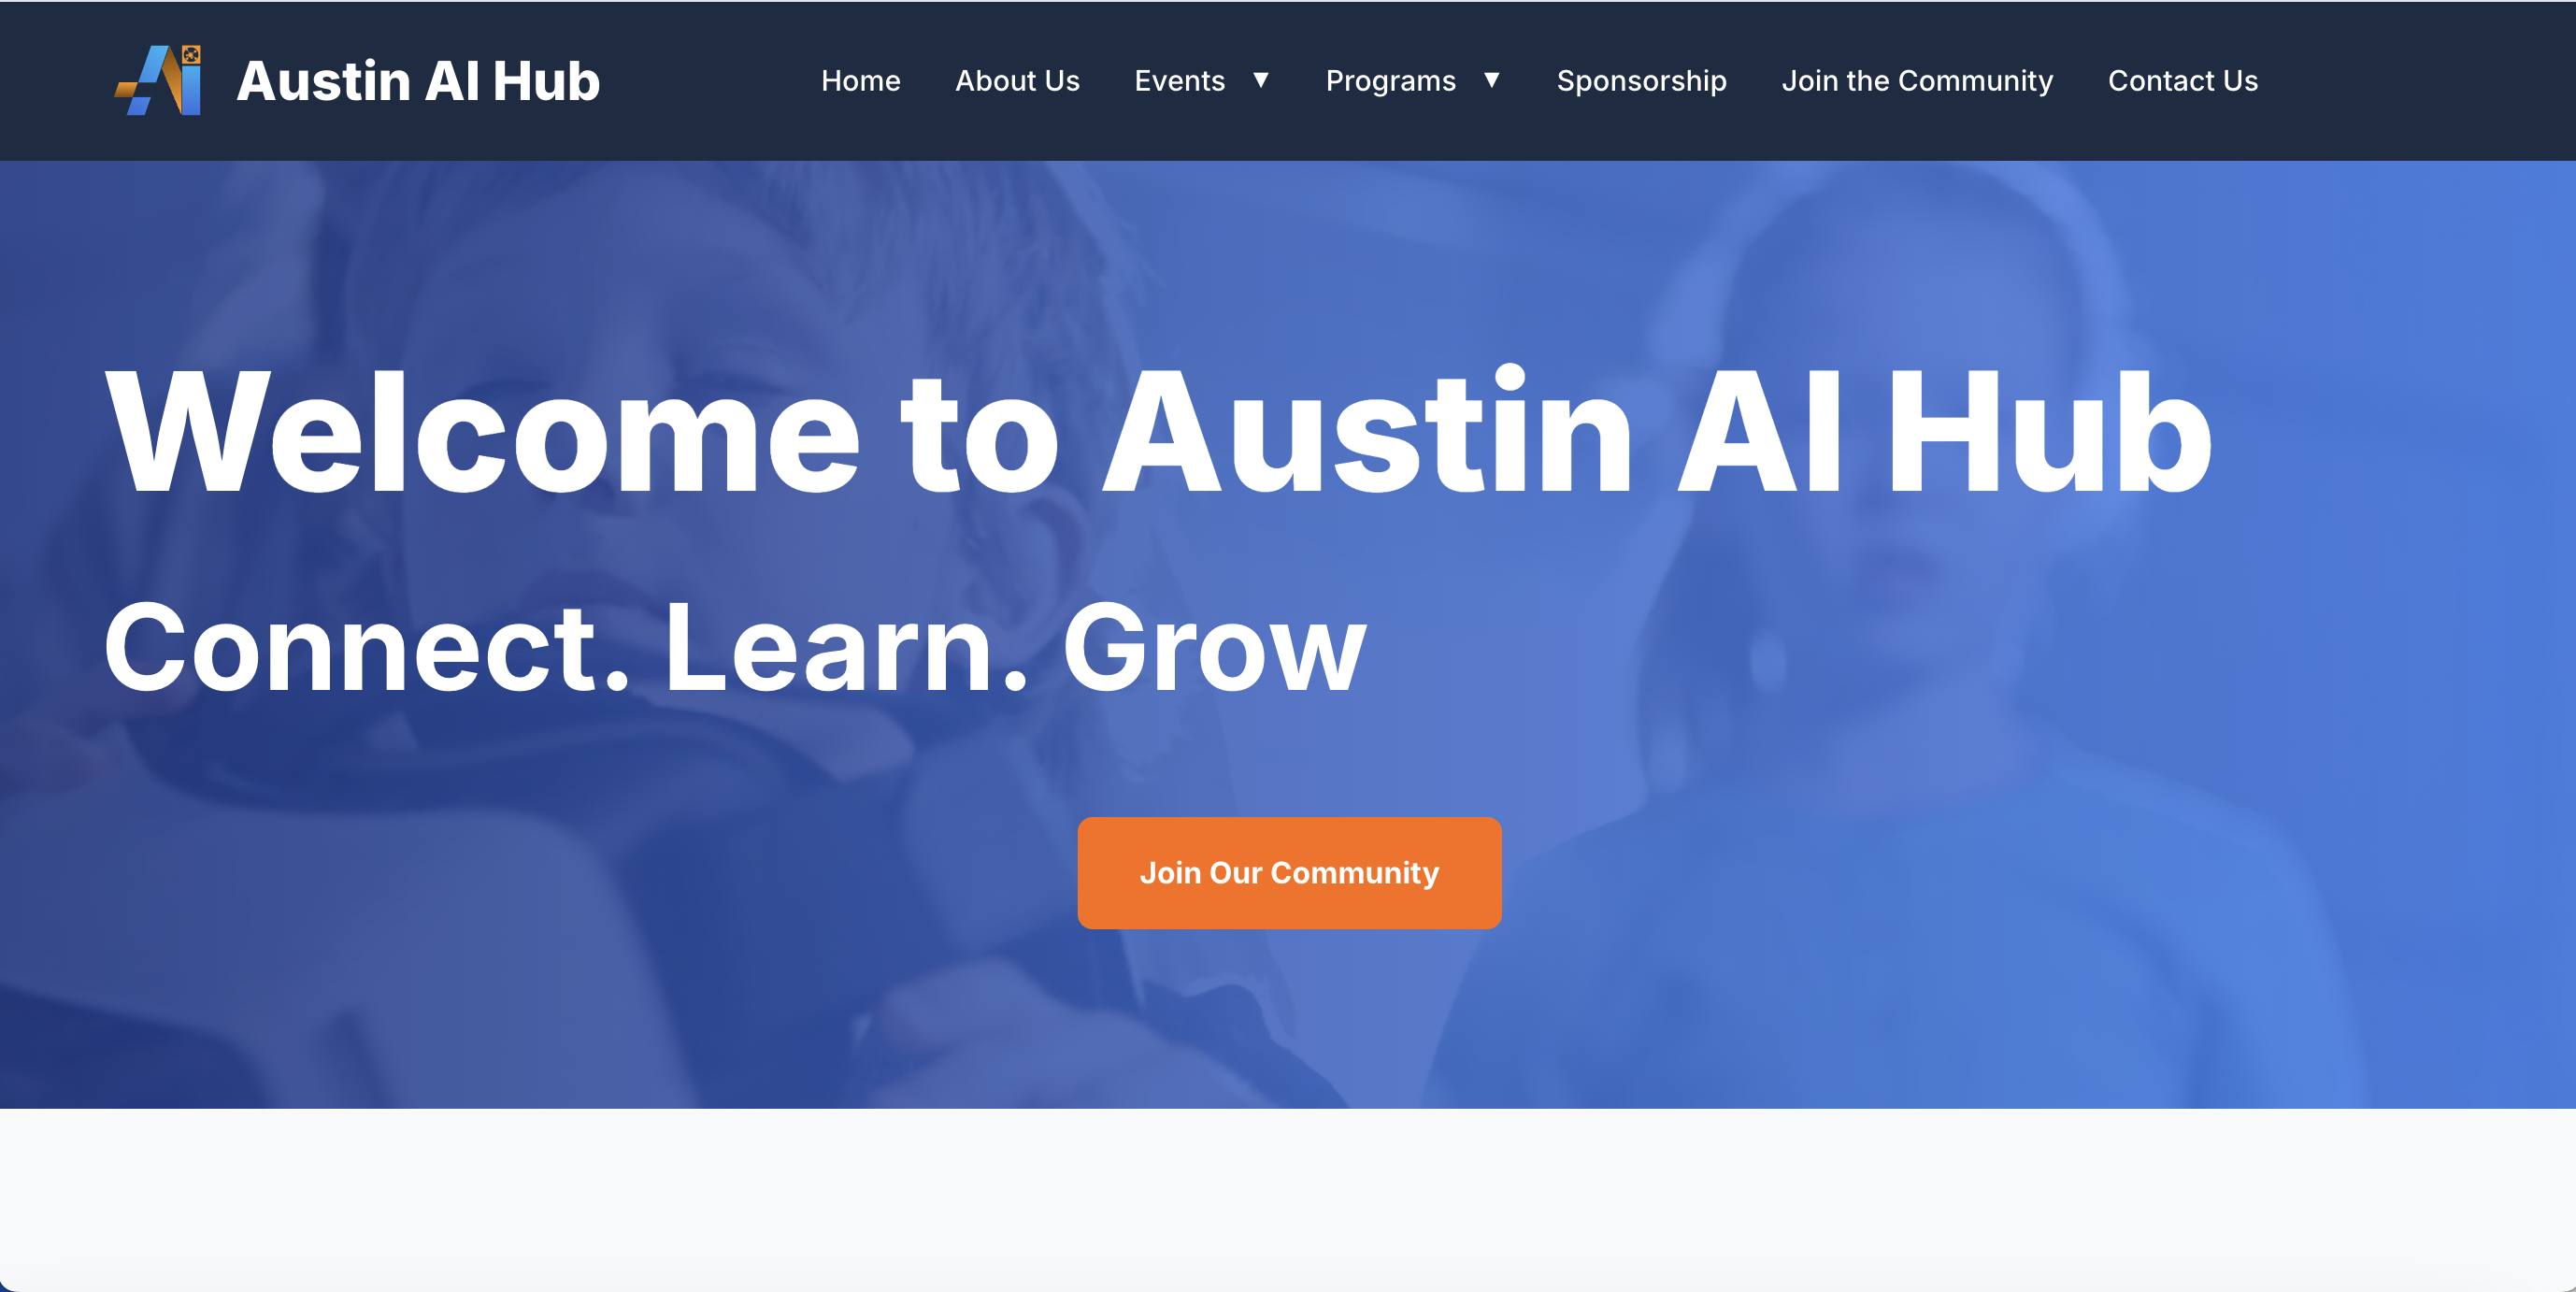 Ai Austin AI Hub Home About Us Events ▼ Programs ▼ Sponsorship Join the Community Contact Us
Welcome to Austin AI Hub
Connect. Learn. Grow
Join Our Community